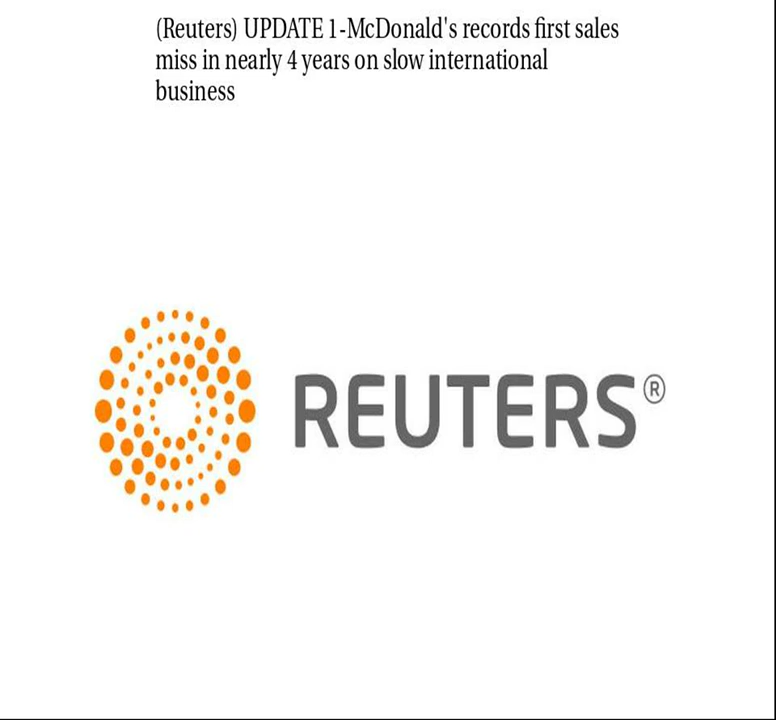 (Reuters) UPDATE 1-McDonald's records first sales
miss in nearly 4 years on slow international
business
REUTERS®